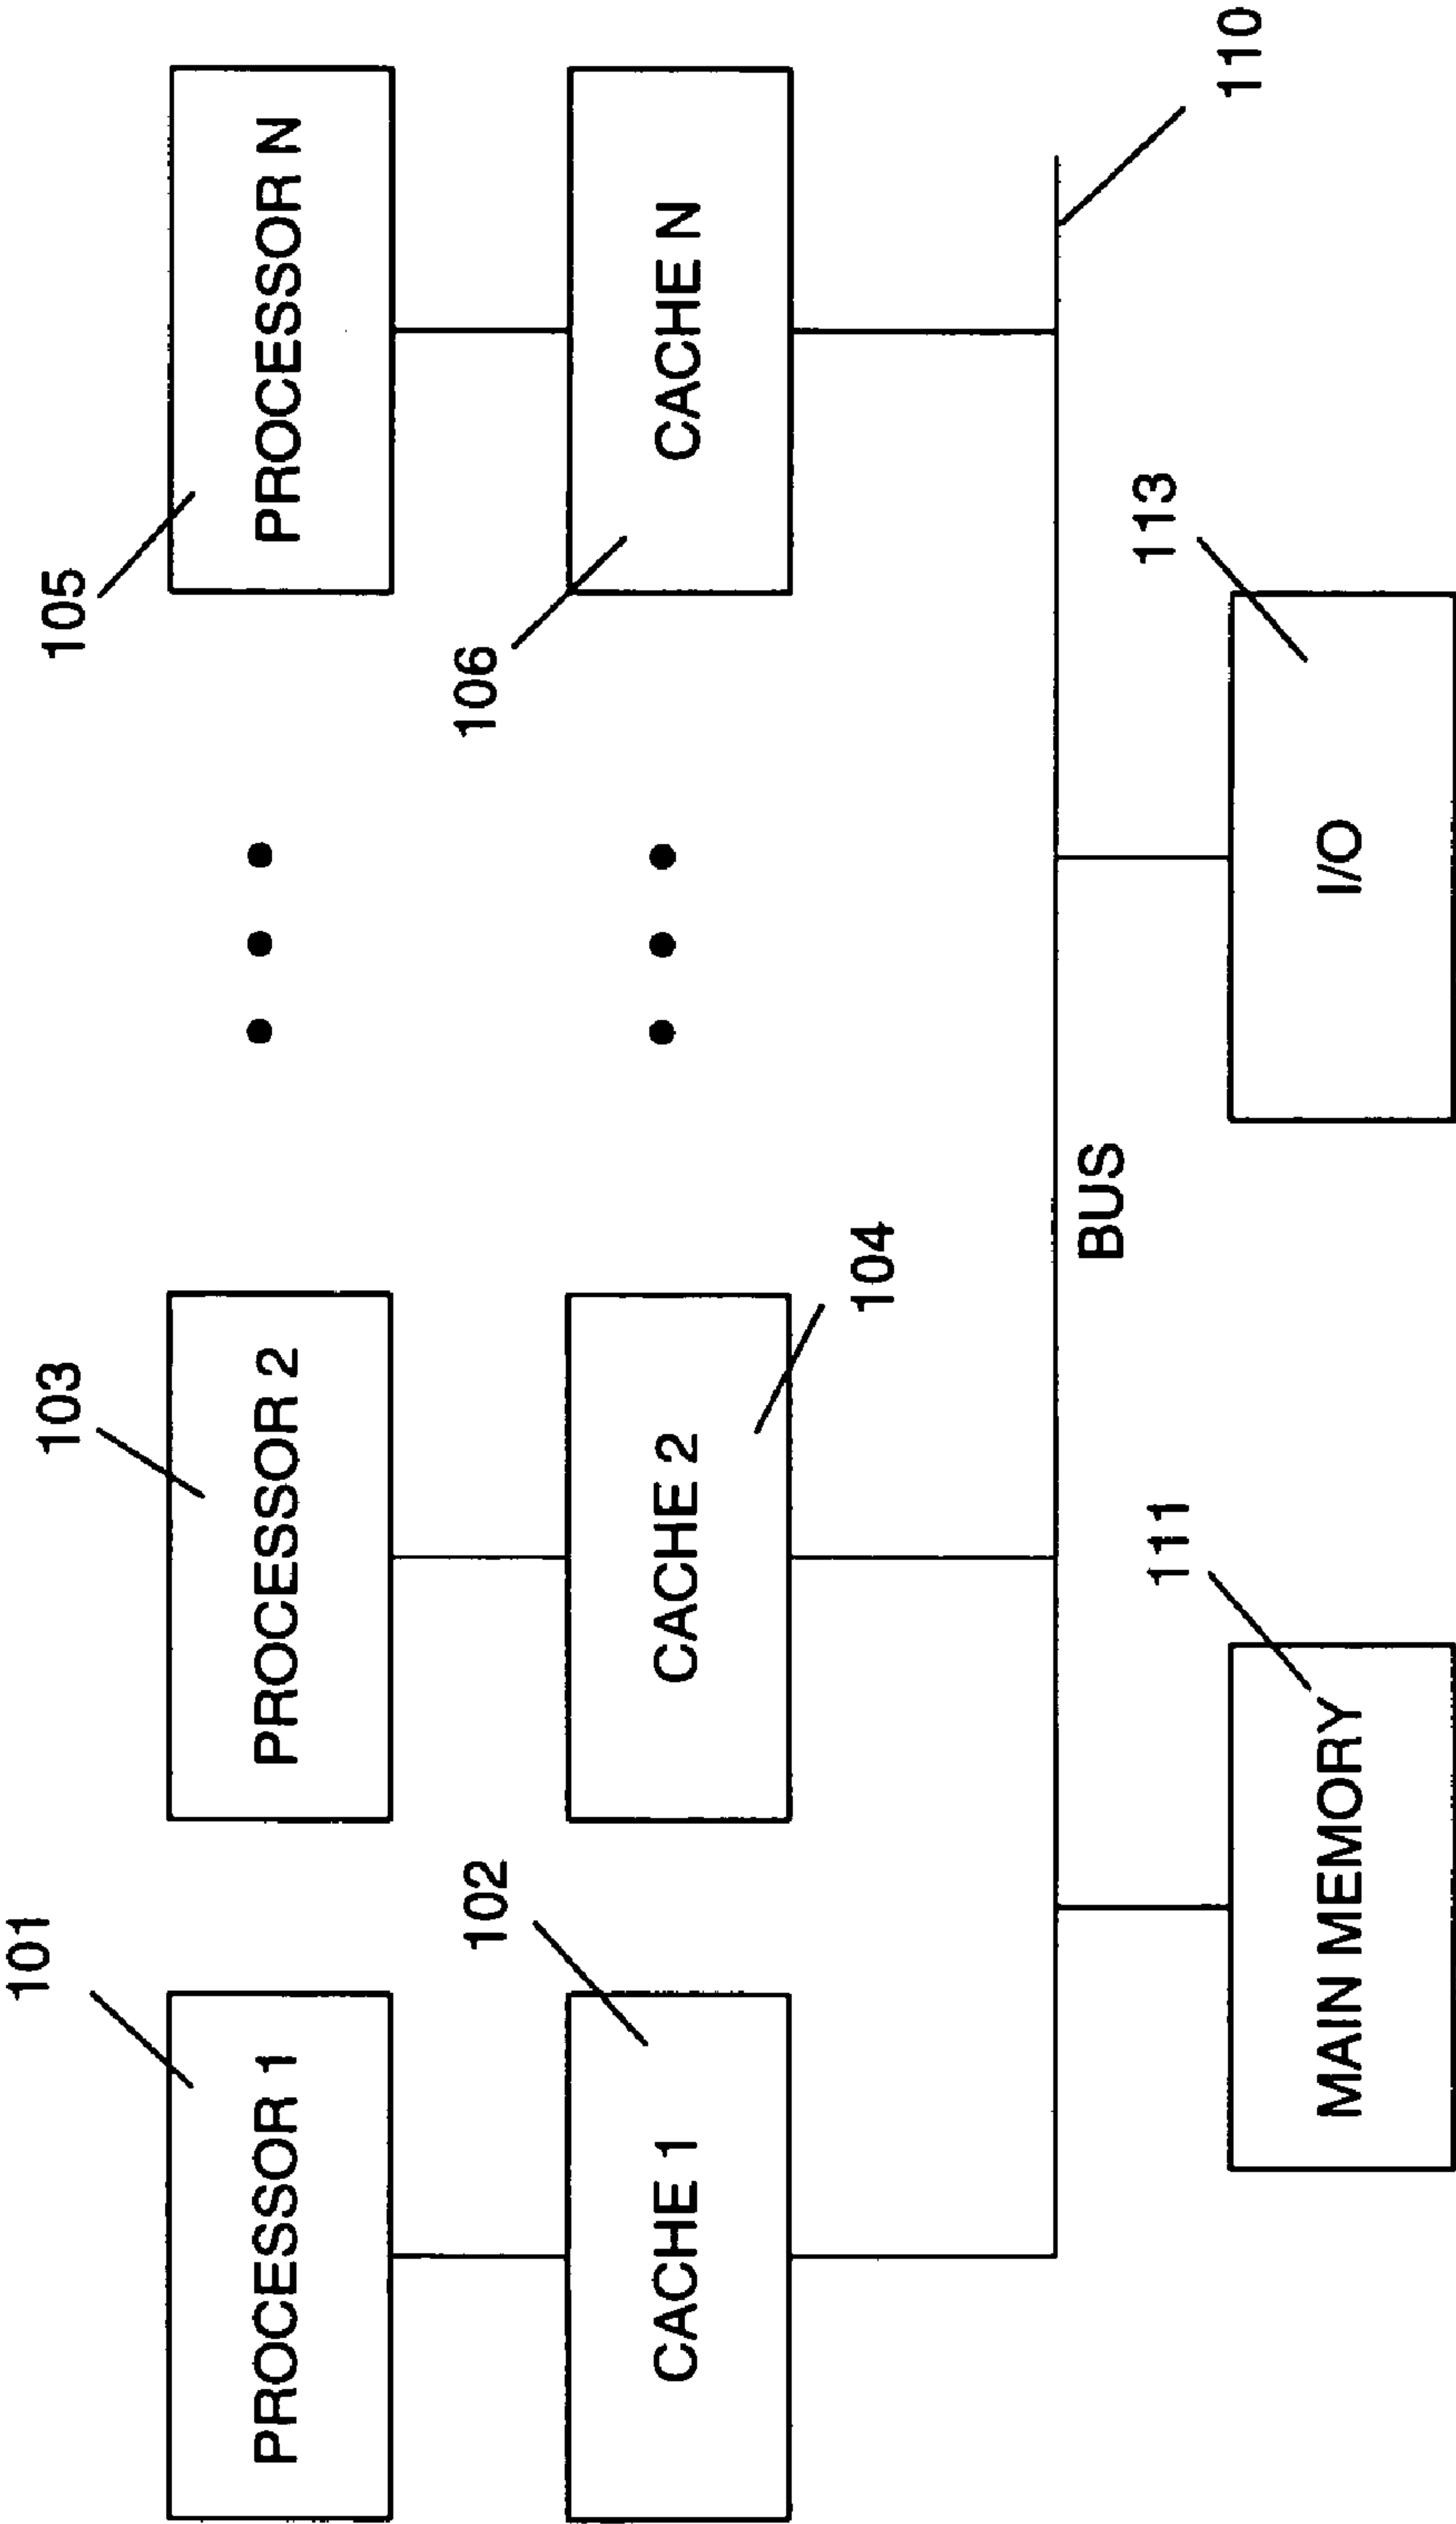 101
103
105
PROCESSOR 1
PROCESSOR 2
PROCESSOR N
102
104
106
CACHE 1
CACHE 2
CACHE N
BUS
110
111
113
MAIN MEMORY
I/O